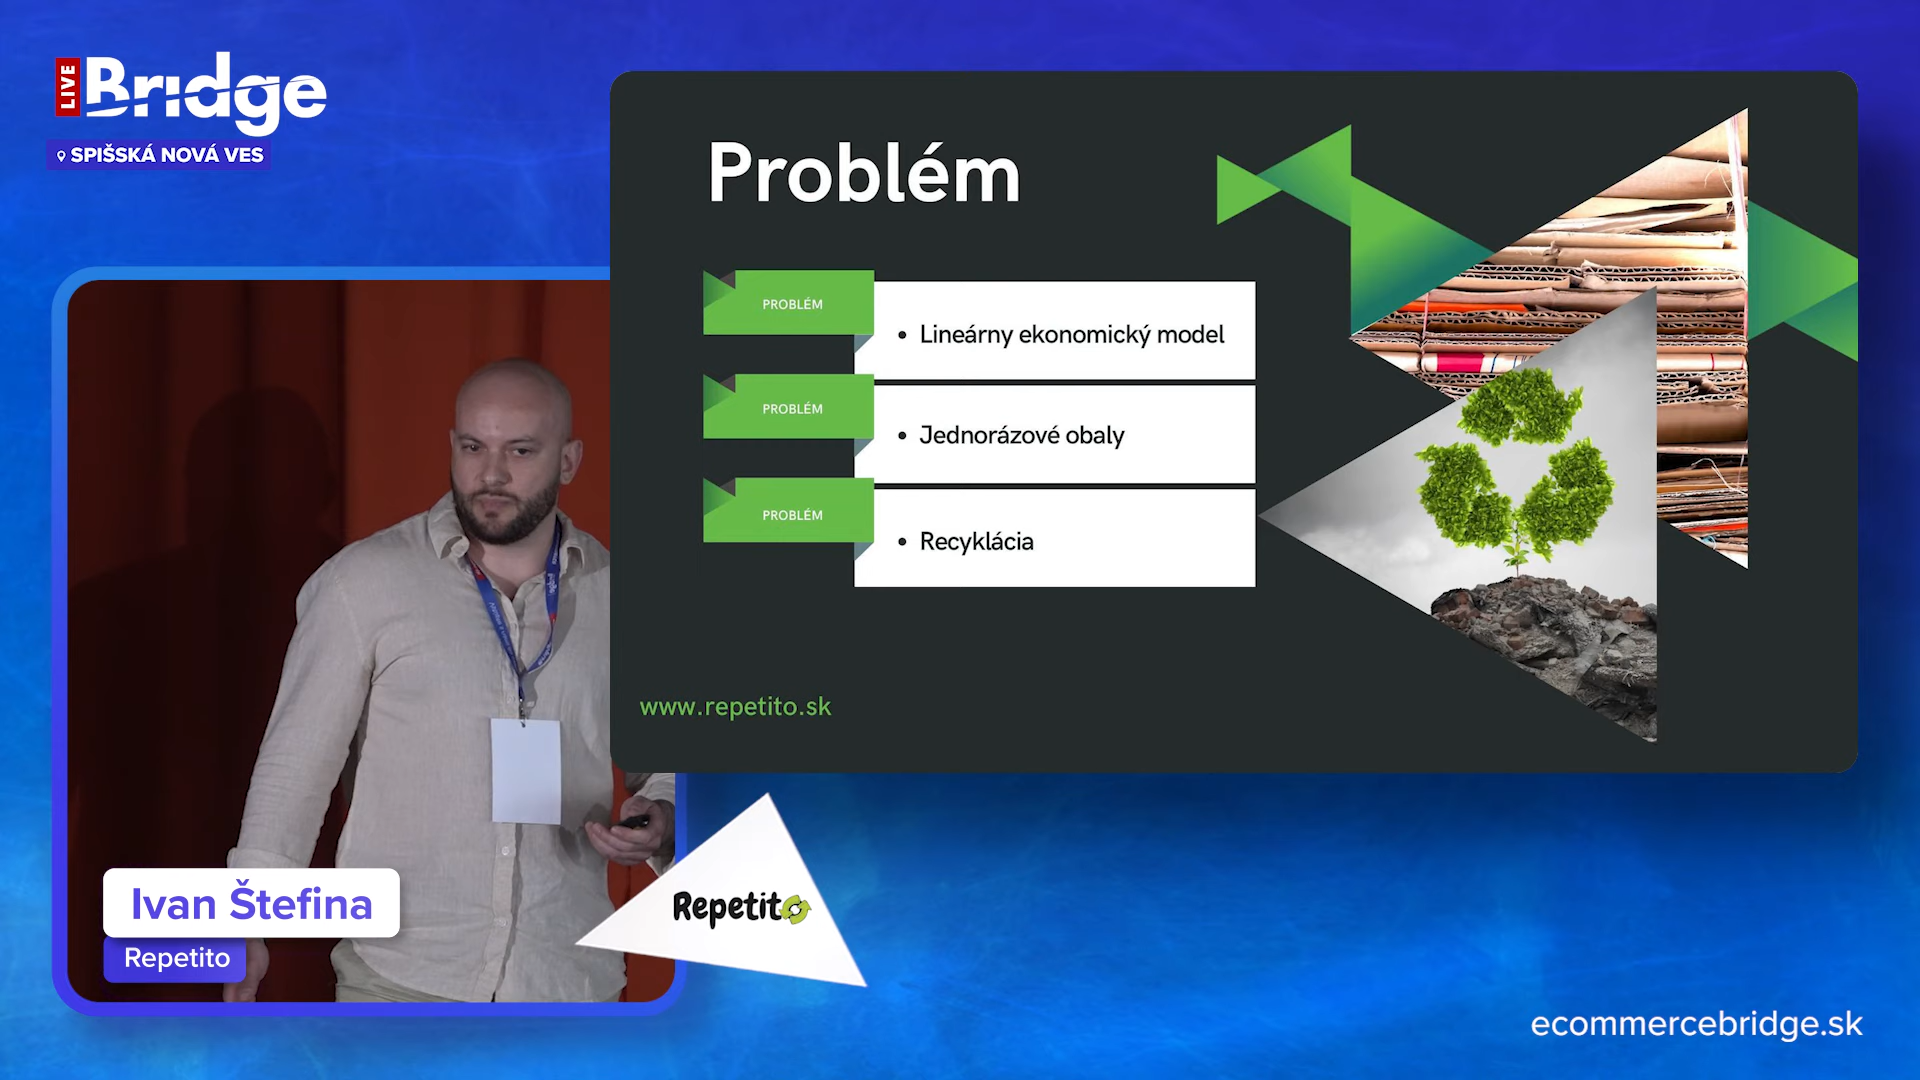 LIVE
Bridge
SPIŠSKÁ NOVÁ VES
Problém
PROBLÉM
• Lineárny ekonomický model
PROBLÉM
• Jednorázové obaly
PROBLÉM
• Recyklácia
www.repetito.sk
Ivan Štefina
Repetito
Repetito
ecommercebridge.sk